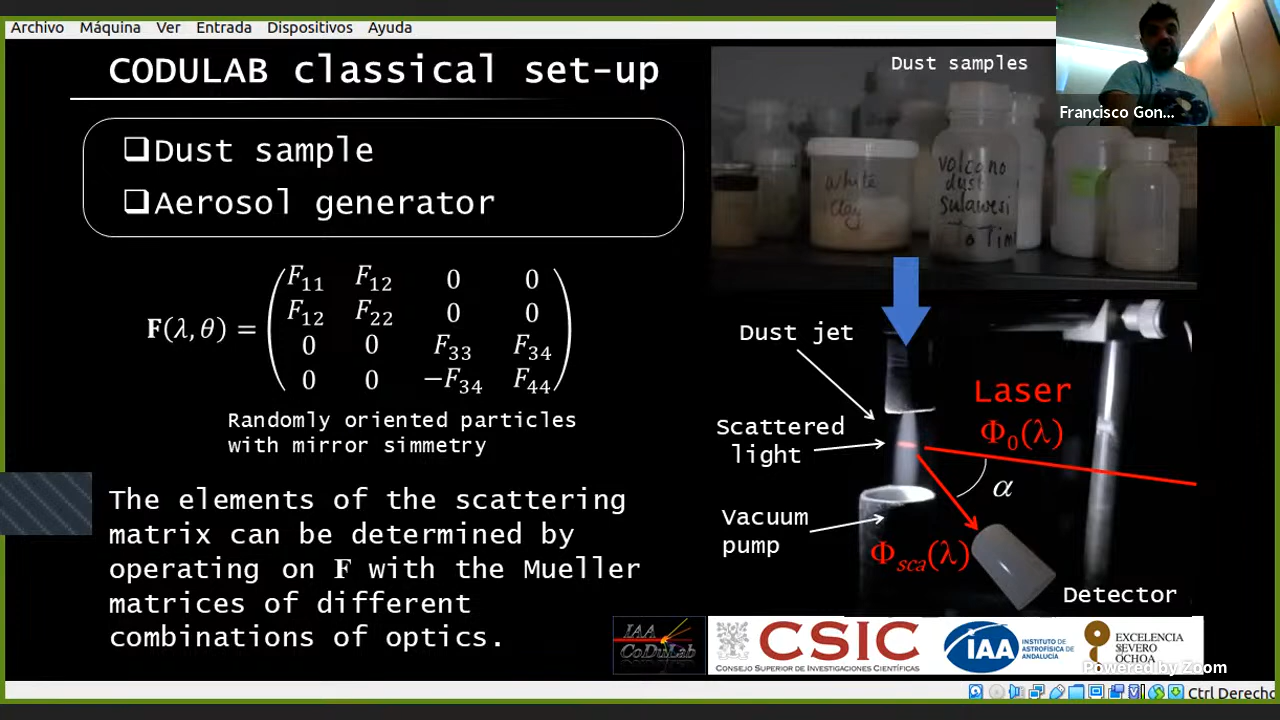 Archivo Máquina Ver Entrada Dispositivos Ayuda
CODULAB classical set-up
❑Dust sample
❑Aerosol generator
F(λ, θ) =
F11 F12 0 0
F12 F22 0 0
0 0 F33 F34
0 0 −F34 F44
Randomly oriented particles
with mirror simmetry
The elements of the scattering
matrix can be determined by
operating on F with the Mueller
matrices of different
combinations of optics.
Dust samples
Francisco Gon...
white
clay
volcano
dust
sulawesi
Dust jet
Scattered
light
Vacuum
pump
Laser
Φ0(λ)
α
Φsca(λ)
Detector
IAA
CoDuLab
CSIC
CONSEJO SUPERIOR DE INVESTIGACIONES CIENTÍFICAS
IAA
INSTITUTO DE
ASTROFÍSICA DE
ANDALUCÍA
EXCELENCIA
SEVERO
OCHOA
Powered by Zoom
Ctrl Derecho